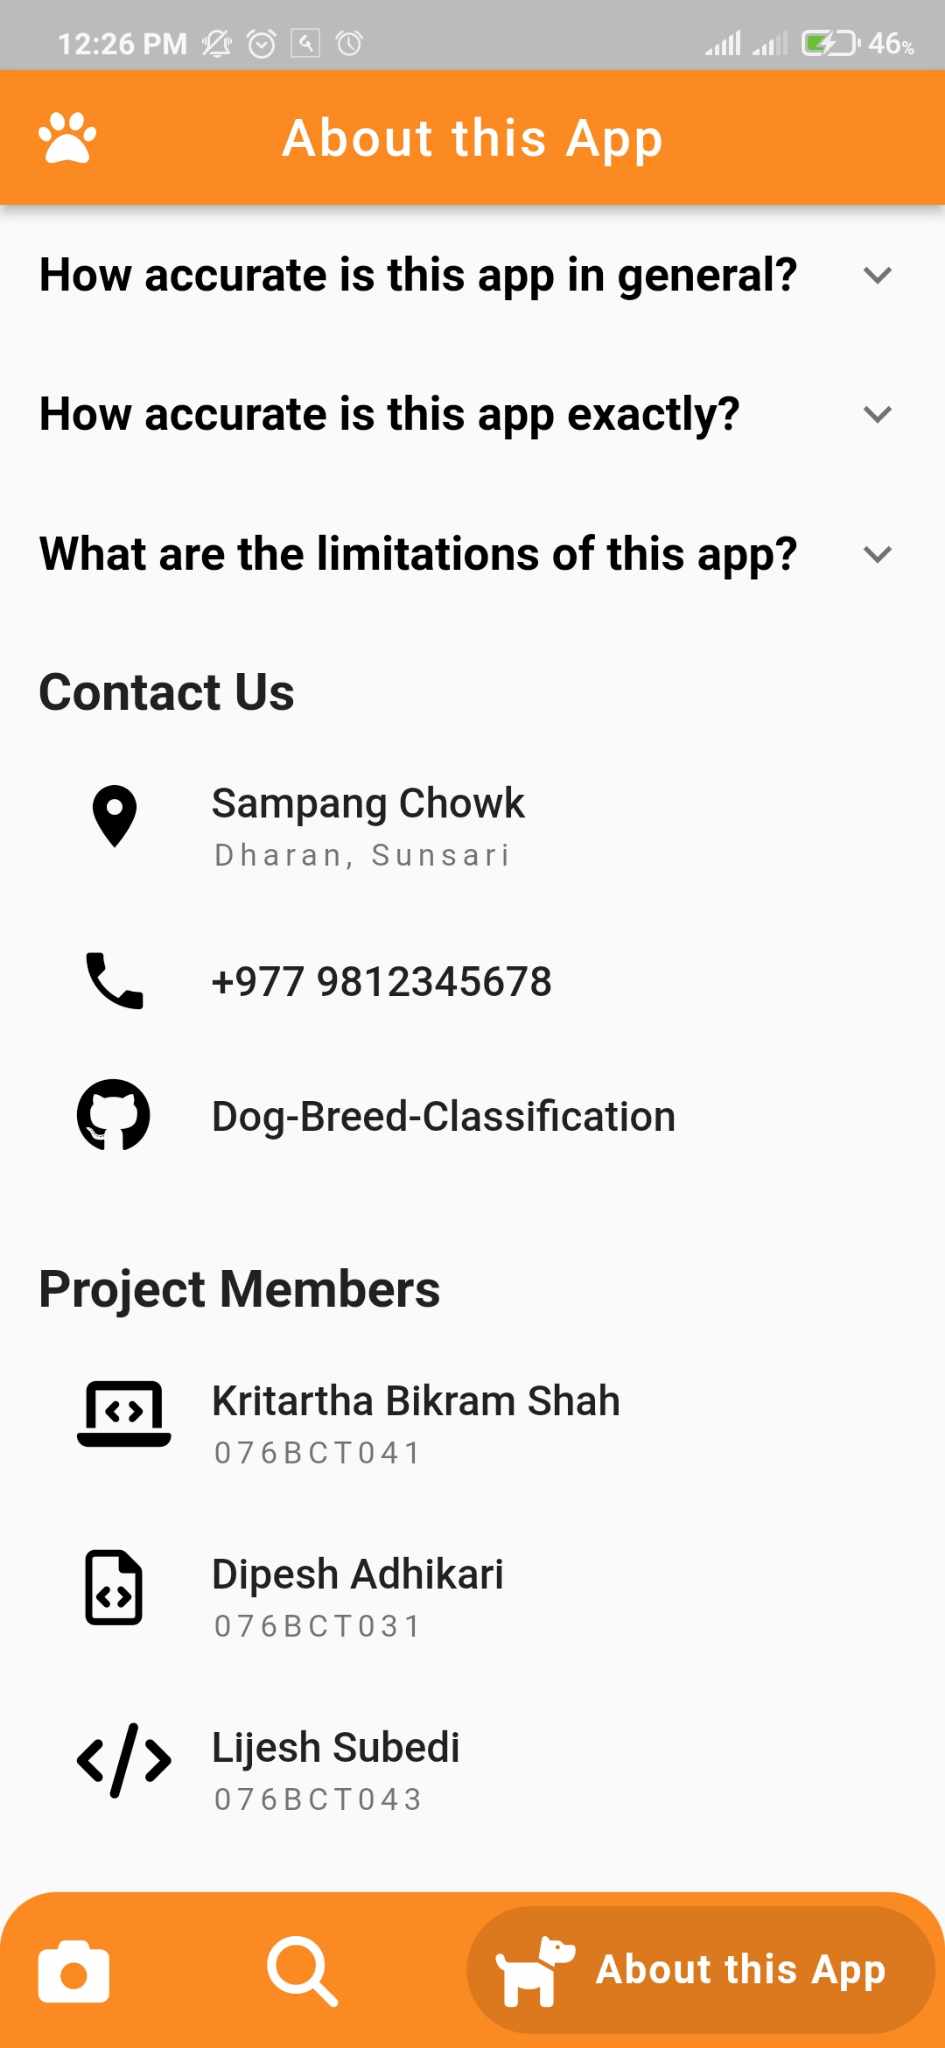 12:26 PM
46%
About this App
How accurate is this app in general?
How accurate is this app exactly?
What are the limitations of this app?
Contact Us
Sampang Chowk
Dharan, Sunsari
+977 9812345678
Dog-Breed-Classification
Project Members
Kritartha Bikram Shah
076BCT041
Dipesh Adhikari
076BCT031
Lijesh Subedi
076BCT043
About this App